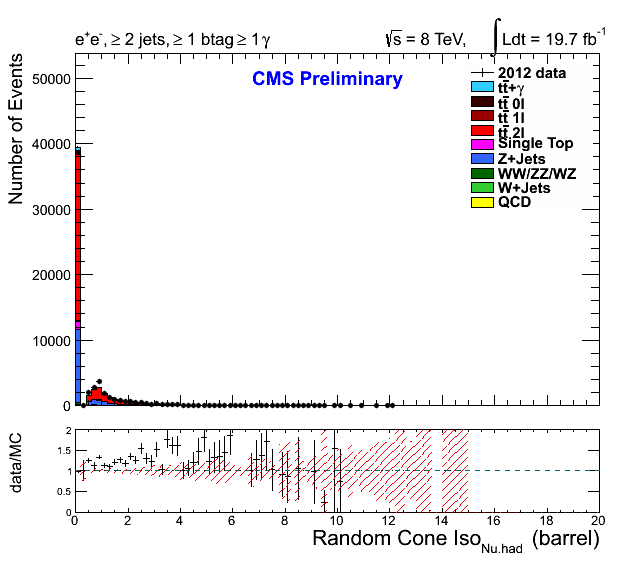 e⁺e⁻, ≥ 2 jets, ≥ 1 btag ≥ 1γ √s = 8 TeV, ∫ Ldt = 19.7 fb⁻¹
CMS Preliminary
Number of Events
50000
40000
30000
20000
10000
0
2012 data
tt̄+γ
tt̄ 0l
tt̄ 1l
tt̄ 2l
Single Top
Z+Jets
WW/ZZ/WZ
W+Jets
QCD
data/MC
2
1.5
1
0.5
0
0 2 4 6 8 10 12 14 16 18 20
Random Cone Iso_Nu.had (barrel)